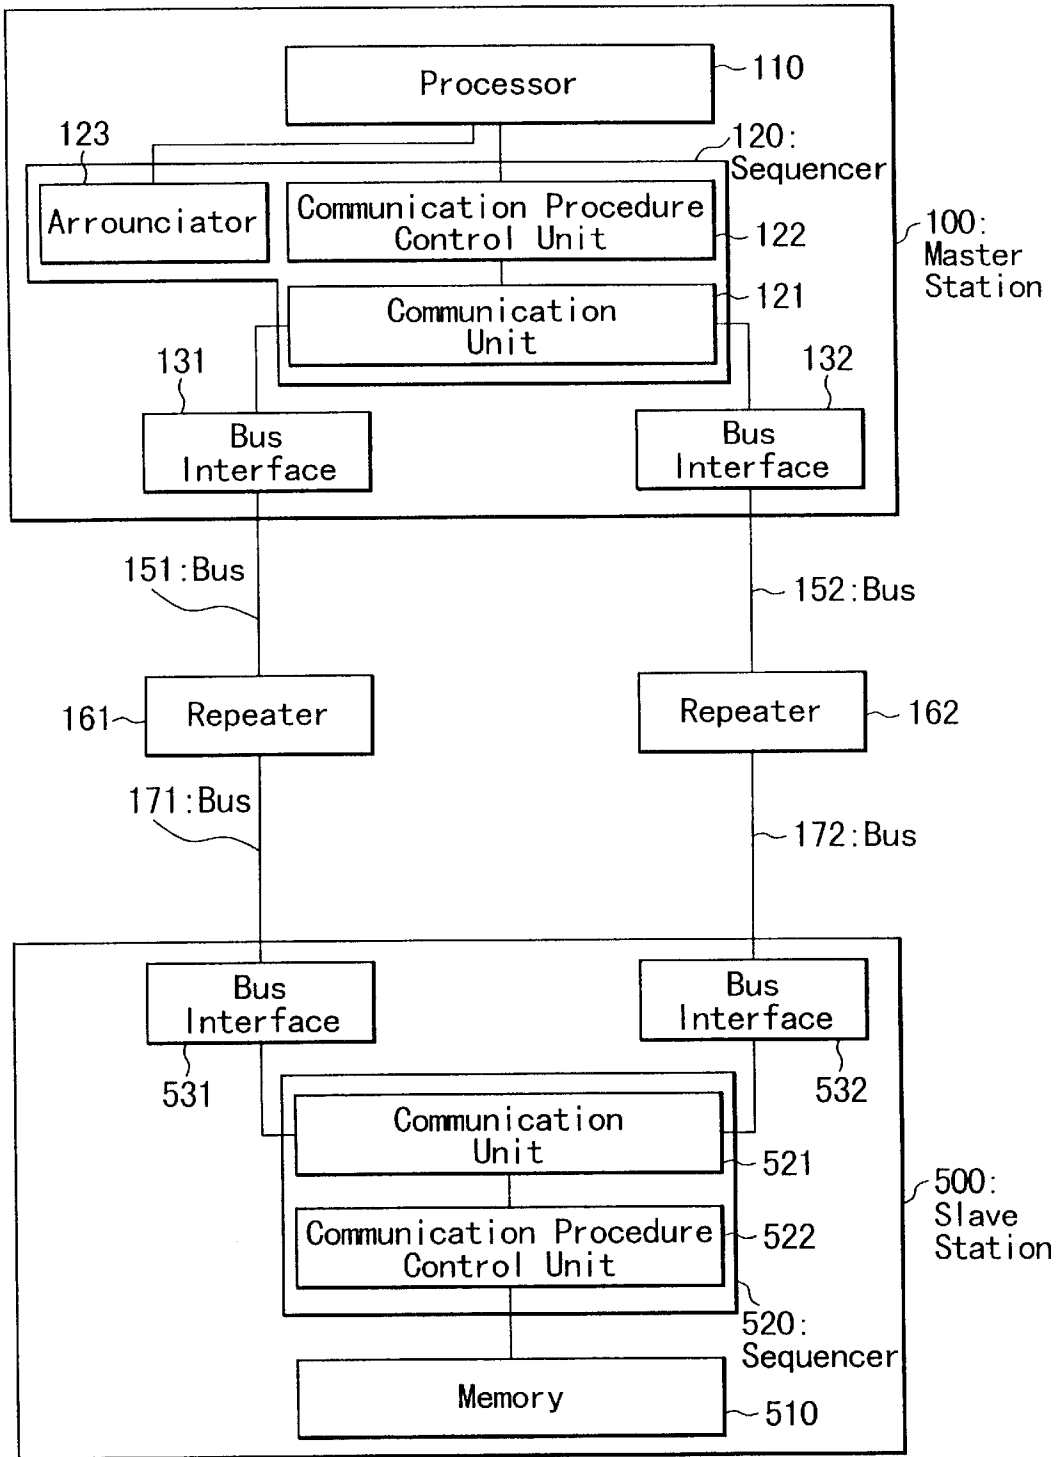 Processor
110
123
120:
Sequencer
Arrounciator
Communication Procedure
Control Unit
122
100:
Master
Station
Communication
Unit
121
131
132
Bus
Interface
Bus
Interface
151:Bus
152:Bus
161
Repeater
Repeater
162
171:Bus
172:Bus
Bus
Interface
Bus
Interface
531
532
Communication
Unit
521
500:
Slave
Station
Communication Procedure
Control Unit
522
520:
Sequencer
Memory
510